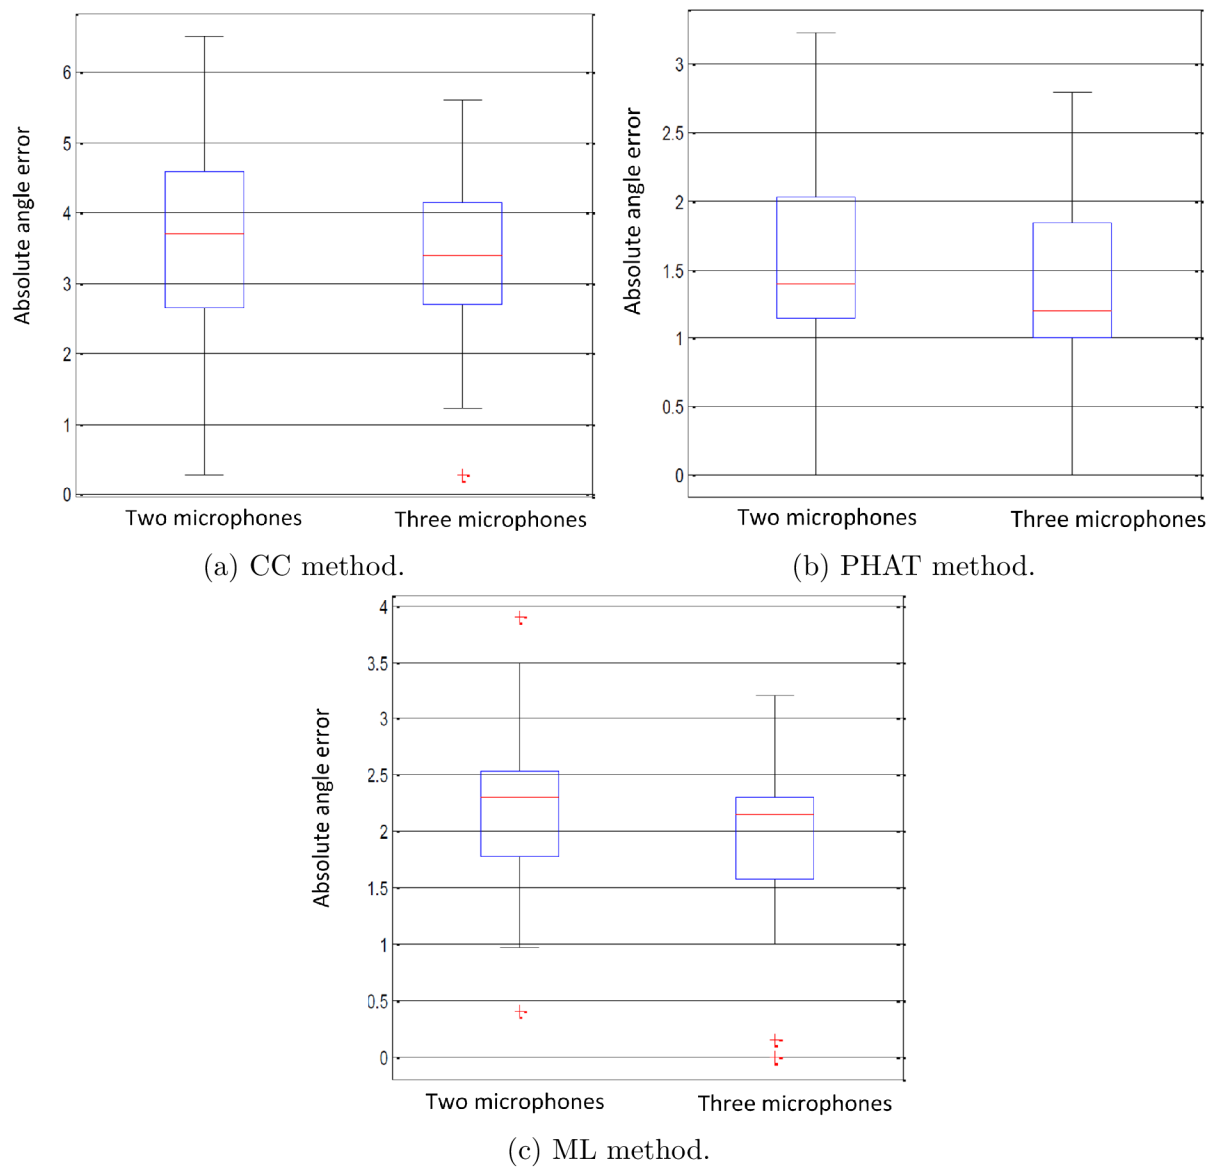 Absolute angle error
6
5
4
3
2
1
0
Two microphones
Three microphones
(a) CC method.
Absolute angle error
3
2.5
2
1.5
1
0.5
0
Two microphones
Three microphones
(b) PHAT method.
Absolute angle error
4
3.5
3
2.5
2
1.5
1
0.5
0
Two microphones
Three microphones
(c) ML method.